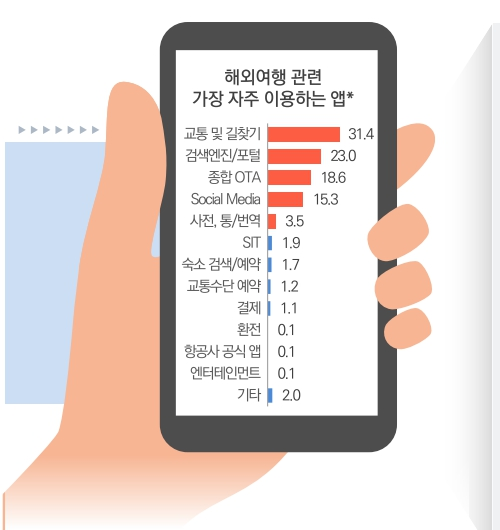 해외여행 관련
가장 자주 이용하는 앱*
교통 및 길찾기 31.4
검색엔진/포털 23.0
종합 OTA 18.6
Social Media 15.3
사전, 통/번역 3.5
SIT 1.9
숙소 검색/예약 1.7
교통수단 예약 1.2
결제 1.1
환전 0.1
항공사 공식 앱 0.1
엔터테인먼트 0.1
기타 2.0